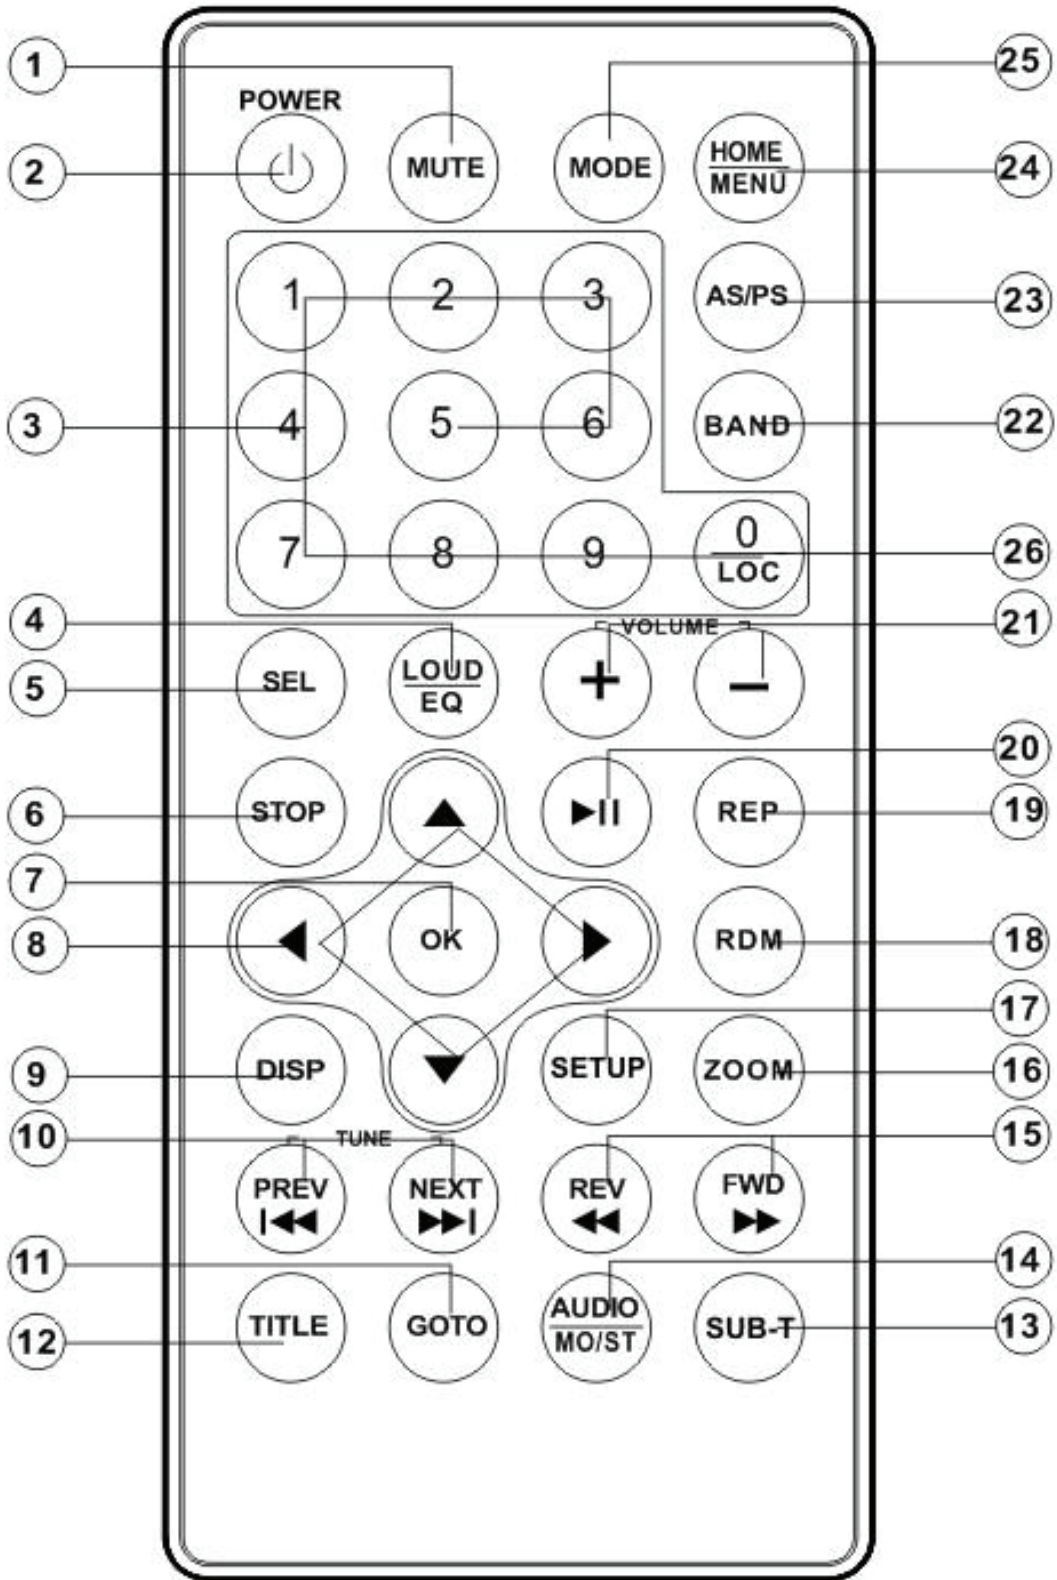 1
25
POWER
2
MUTE
MODE
HOME
MENU
24
1
2
3
AS/PS
23
3
4
5
6
BAND
22
7
8
9
0
LOC
26
4
VOLUME
21
5
SEL
LOUD
EQ
+
−
20
6
STOP
REP
19
7
8
OK
RDM
18
17
9
DISP
SETUP
ZOOM
16
10
TUNE
15
PREV
NEXT
REV
FWD
11
14
12
TITLE
GOTO
AUDIO
MO/ST
SUB-T
13